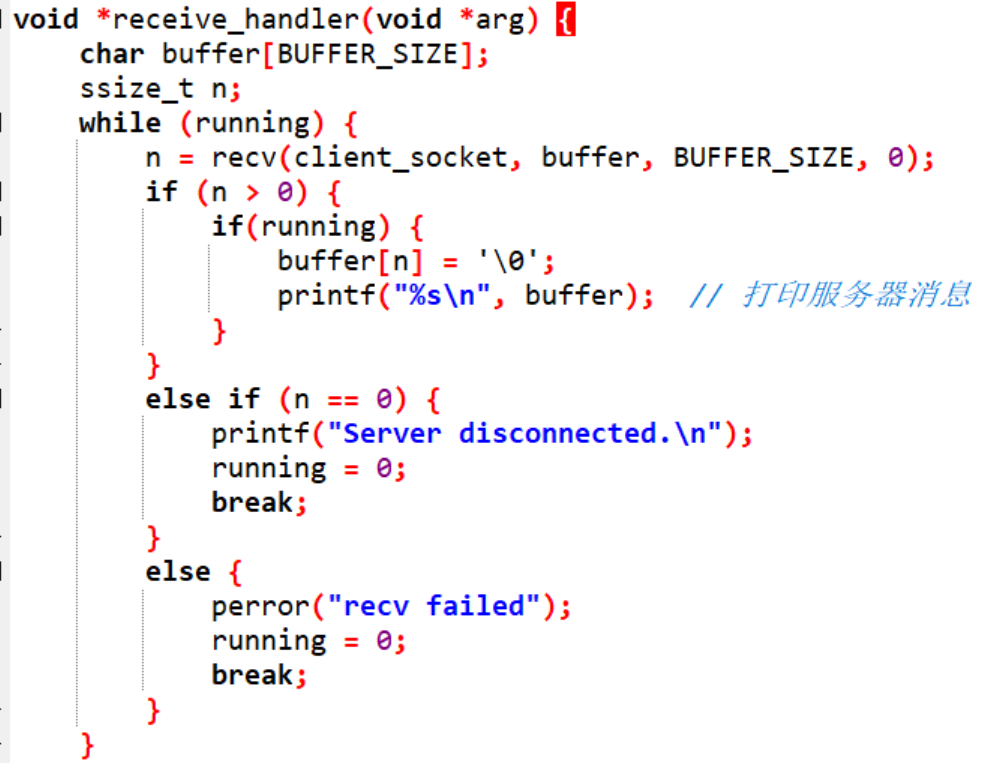 void *receive_handler(void *arg) {
    char buffer[BUFFER_SIZE];
    ssize_t n;
    while (running) {
        n = recv(client_socket, buffer, BUFFER_SIZE, 0);
        if (n > 0) {
            if(running) {
                buffer[n] = '\0';
                printf("%s\n", buffer);  // 打印服务器消息
            }
        }
        else if (n == 0) {
            printf("Server disconnected.\n");
            running = 0;
            break;
        }
        else {
            perror("recv failed");
            running = 0;
            break;
        }
    }